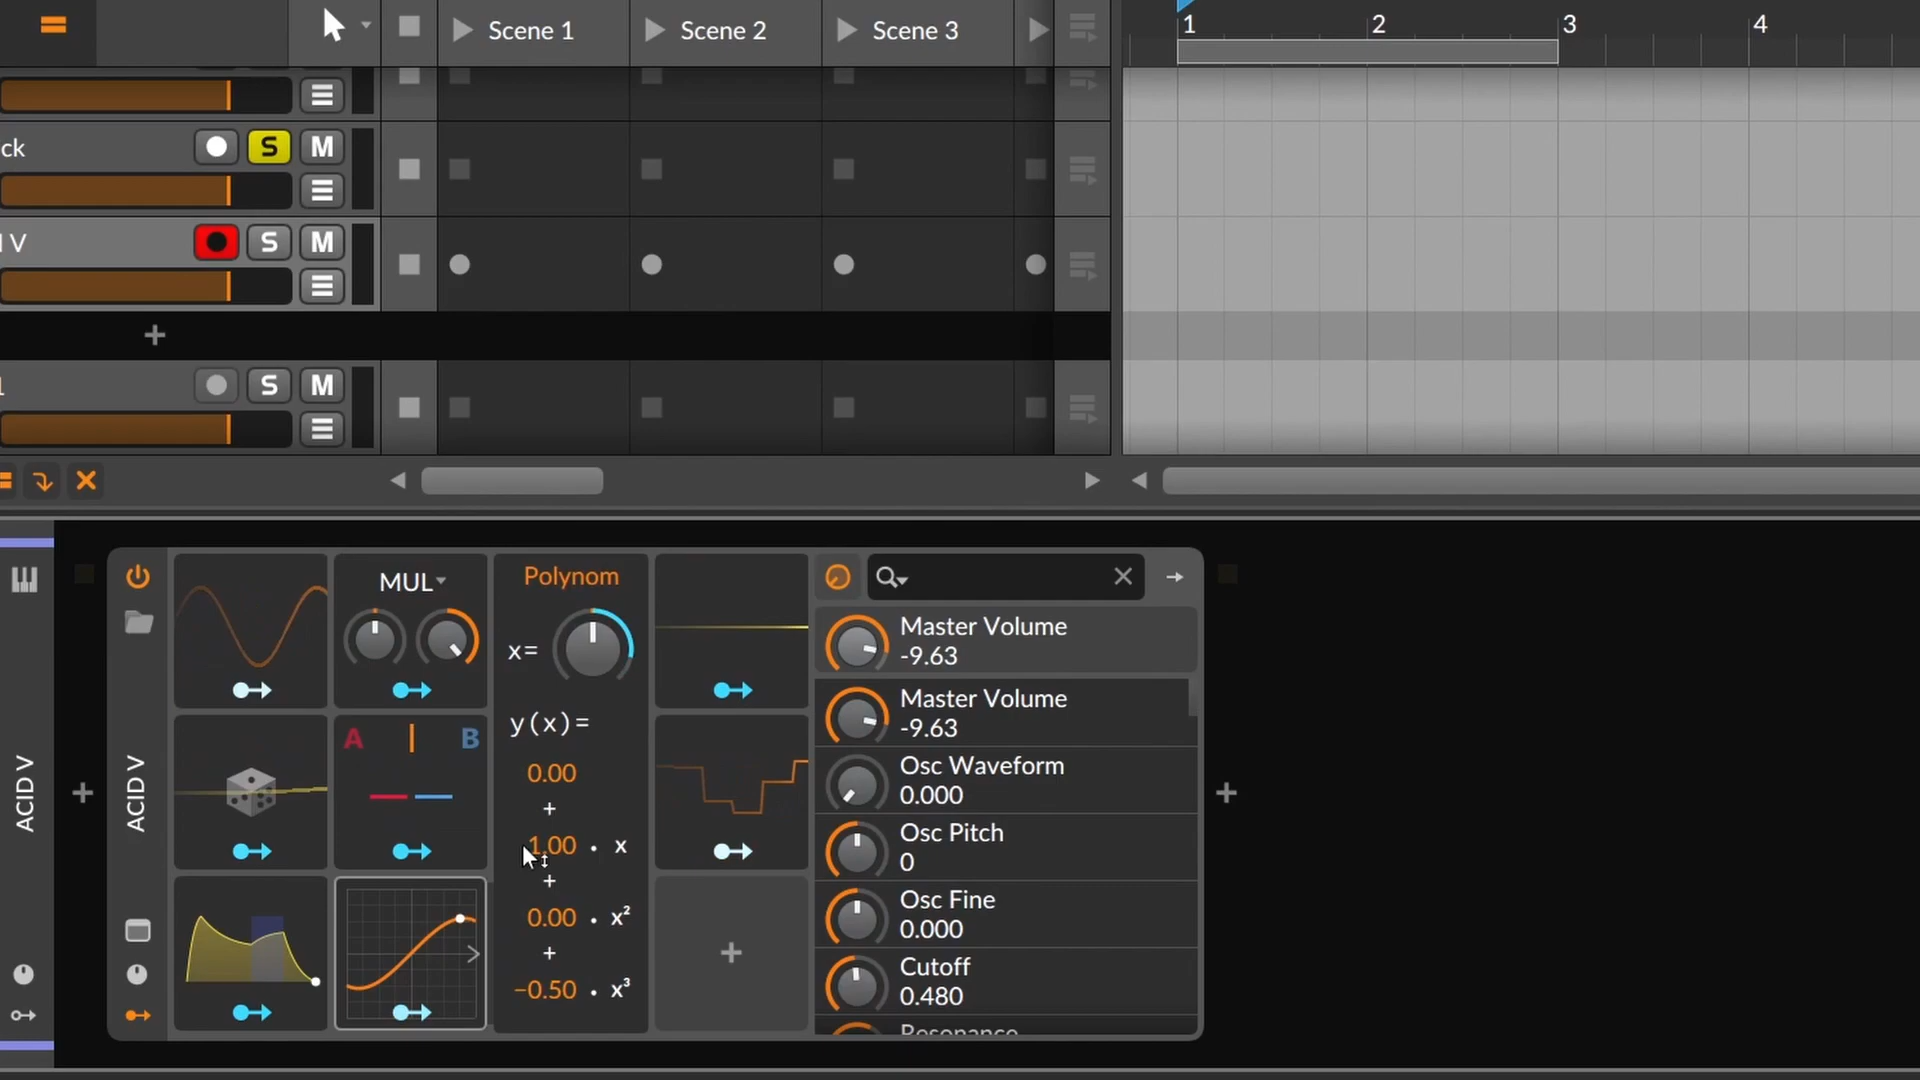 Scene 1
Scene 2
Scene 3
1
2
3
4
ck
S
M
V
S
M
S
M
ACID V
ACID V
MUL
A
B
Polynom
x=
y(x)=
0.00
+
1.00 · x
+
0.00 · x²
+
-0.50 · x³
Master Volume
-9.63
Master Volume
-9.63
Osc Waveform
0.000
Osc Pitch
0
Osc Fine
0.000
Cutoff
0.480
Resonance